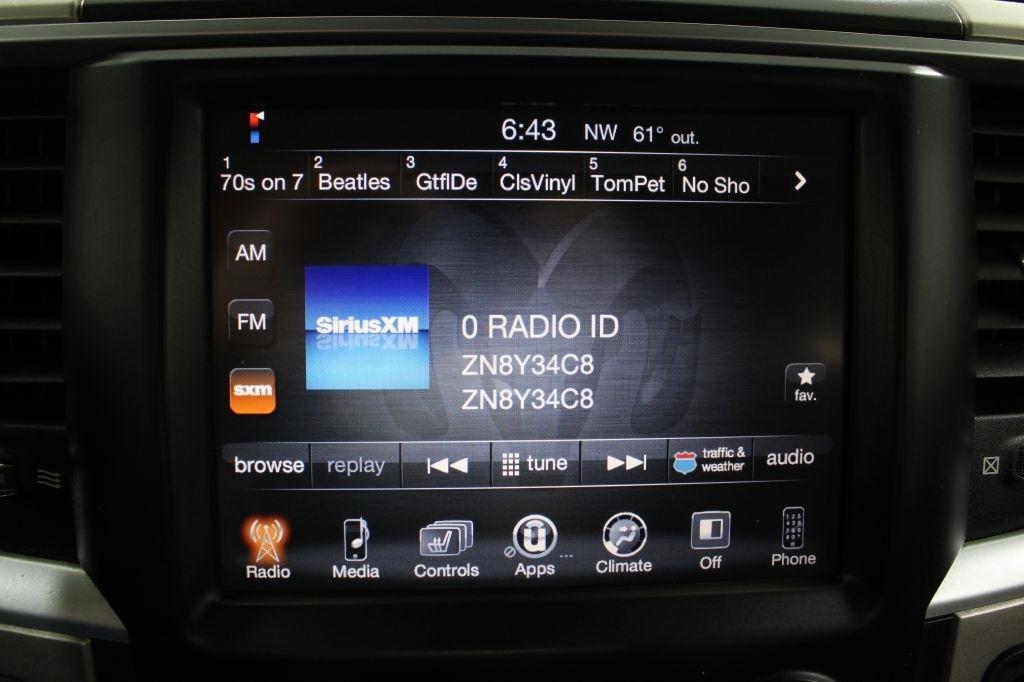 6:43 NW 61° out.
1 2 3 4 5 6
70s on 7 Beatles GtflDe ClsVinyl TomPet No Sho
AM
FM
sxm
SiriusXM
0 RADIO ID
ZN8Y34C8
ZN8Y34C8
fav.
browse replay tune traffic & weather audio
Radio Media Controls Apps Climate Off Phone